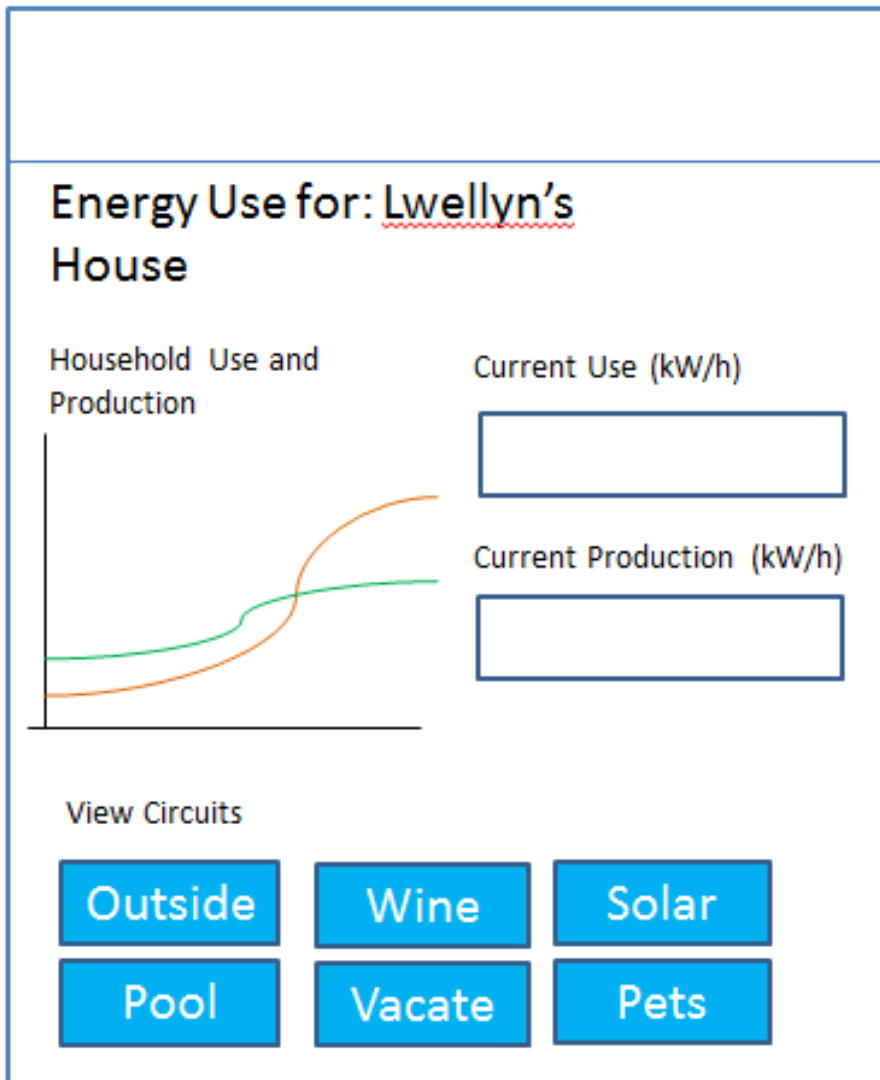 Energy Use for: Lwellyn's
House
Household Use and
Production
Current Use (kW/h)
Current Production (kW/h)
View Circuits
Outside
Wine
Solar
Pool
Vacate
Pets